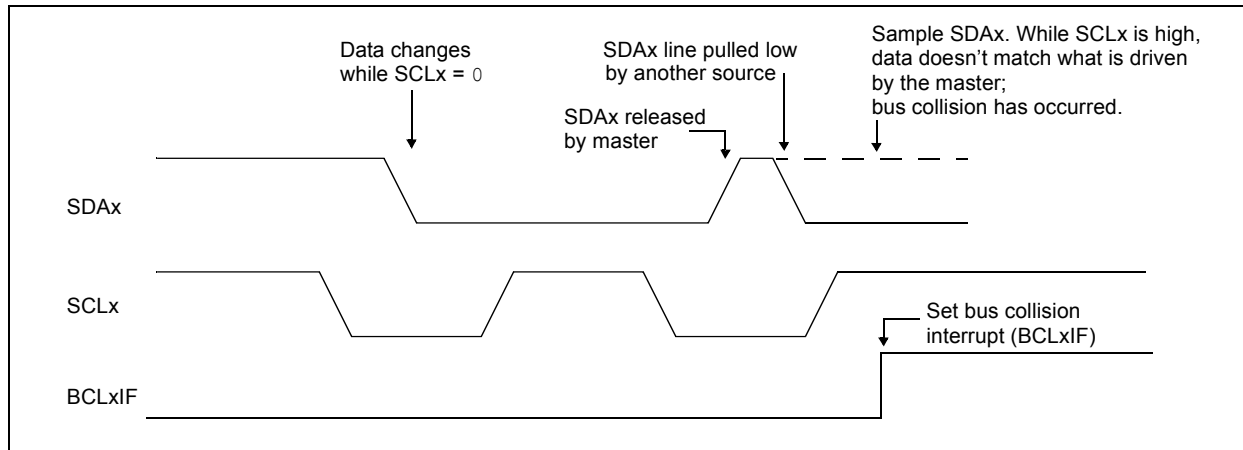 Data changes
while SCLx = 0
SDAx line pulled low
by another source
SDAx released
by master
Sample SDAx. While SCLx is high,
data doesn’t match what is driven
by the master;
bus collision has occurred.
SDAx
SCLx
Set bus collision
interrupt (BCLxIF)
BCLxIF